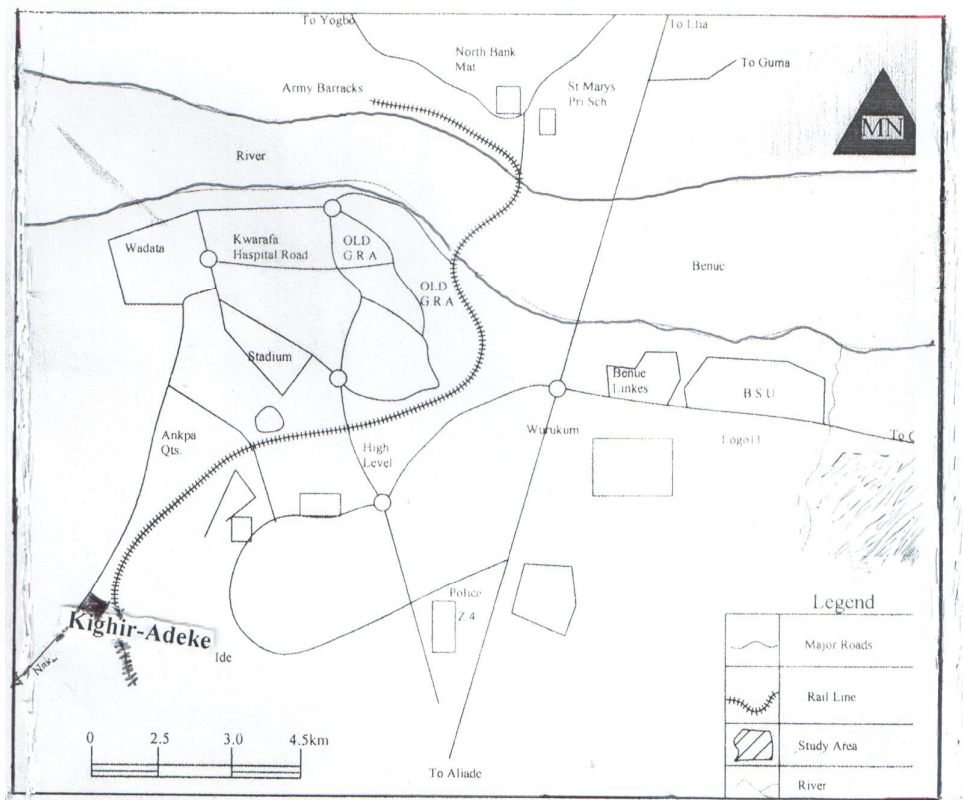 To Yogbo
North Bank
Mat
To Guma
Army Barracks
St Marys
Pri Sch
MN
River
Wadata
Kwarafa
Haspital Road
OLD
G.R.A
OLD
G.R.A
Benue
Stadium
Benue
Linkes
B S U
Ankpa
Qts.
High
Level
Wurukum
Police
Z 4
Kighir-Adeke
Ide
0
2.5
3.0
4.5km
To Aliade
Legend
Major Roads
Rail Line
Study Area
River